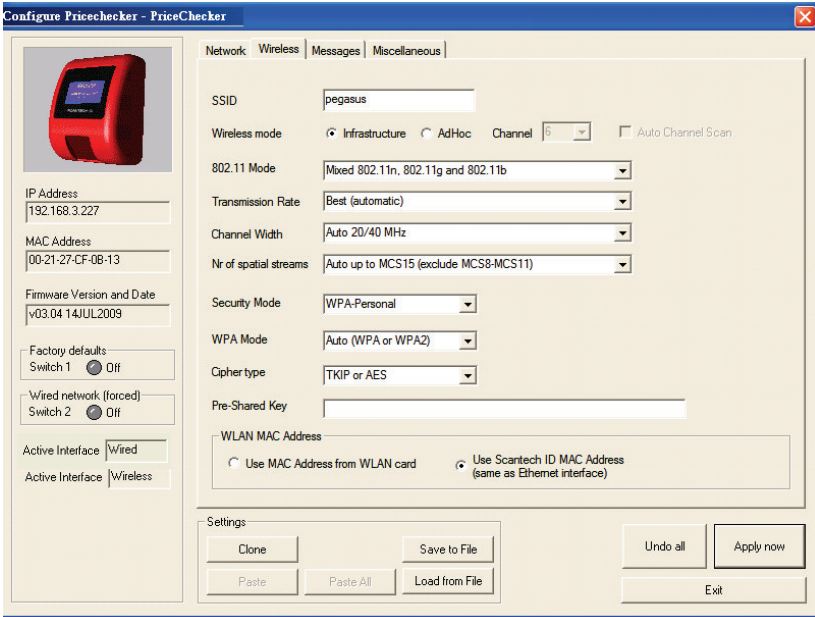 Configure Pricechecker - PriceChecker
Network Wireless Messages Miscellaneous
SCANTECH ID
IP Address
192.168.3.227
MAC Address
00-21-27-CF-0B-13
Firmware Version and Date
v03.04 14JUL2009
Factory defaults
Switch 1 Off
Wired network (forced)
Switch 2 Off
Active Interface Wired
Active Interface Wireless
SSID pegasus
Wireless mode Infrastructure AdHoc Channel 6 Auto Channel Scan
802.11 Mode Mixed 802.11n, 802.11g and 802.11b
Transmission Rate Best (automatic)
Channel Width Auto 20/40 MHz
Nr of spatial streams Auto up to MCS15 (exclude MCS8-MCS11)
Security Mode WPA-Personal
WPA Mode Auto (WPA or WPA2)
Cipher type TKIP or AES
Pre-Shared Key
WLAN MAC Address
Use MAC Address from WLAN card
Use Scantech ID MAC Address
(same as Ethernet interface)
Settings
Clone Save to File
Paste Paste All Load from File
Undo all Apply now
Exit